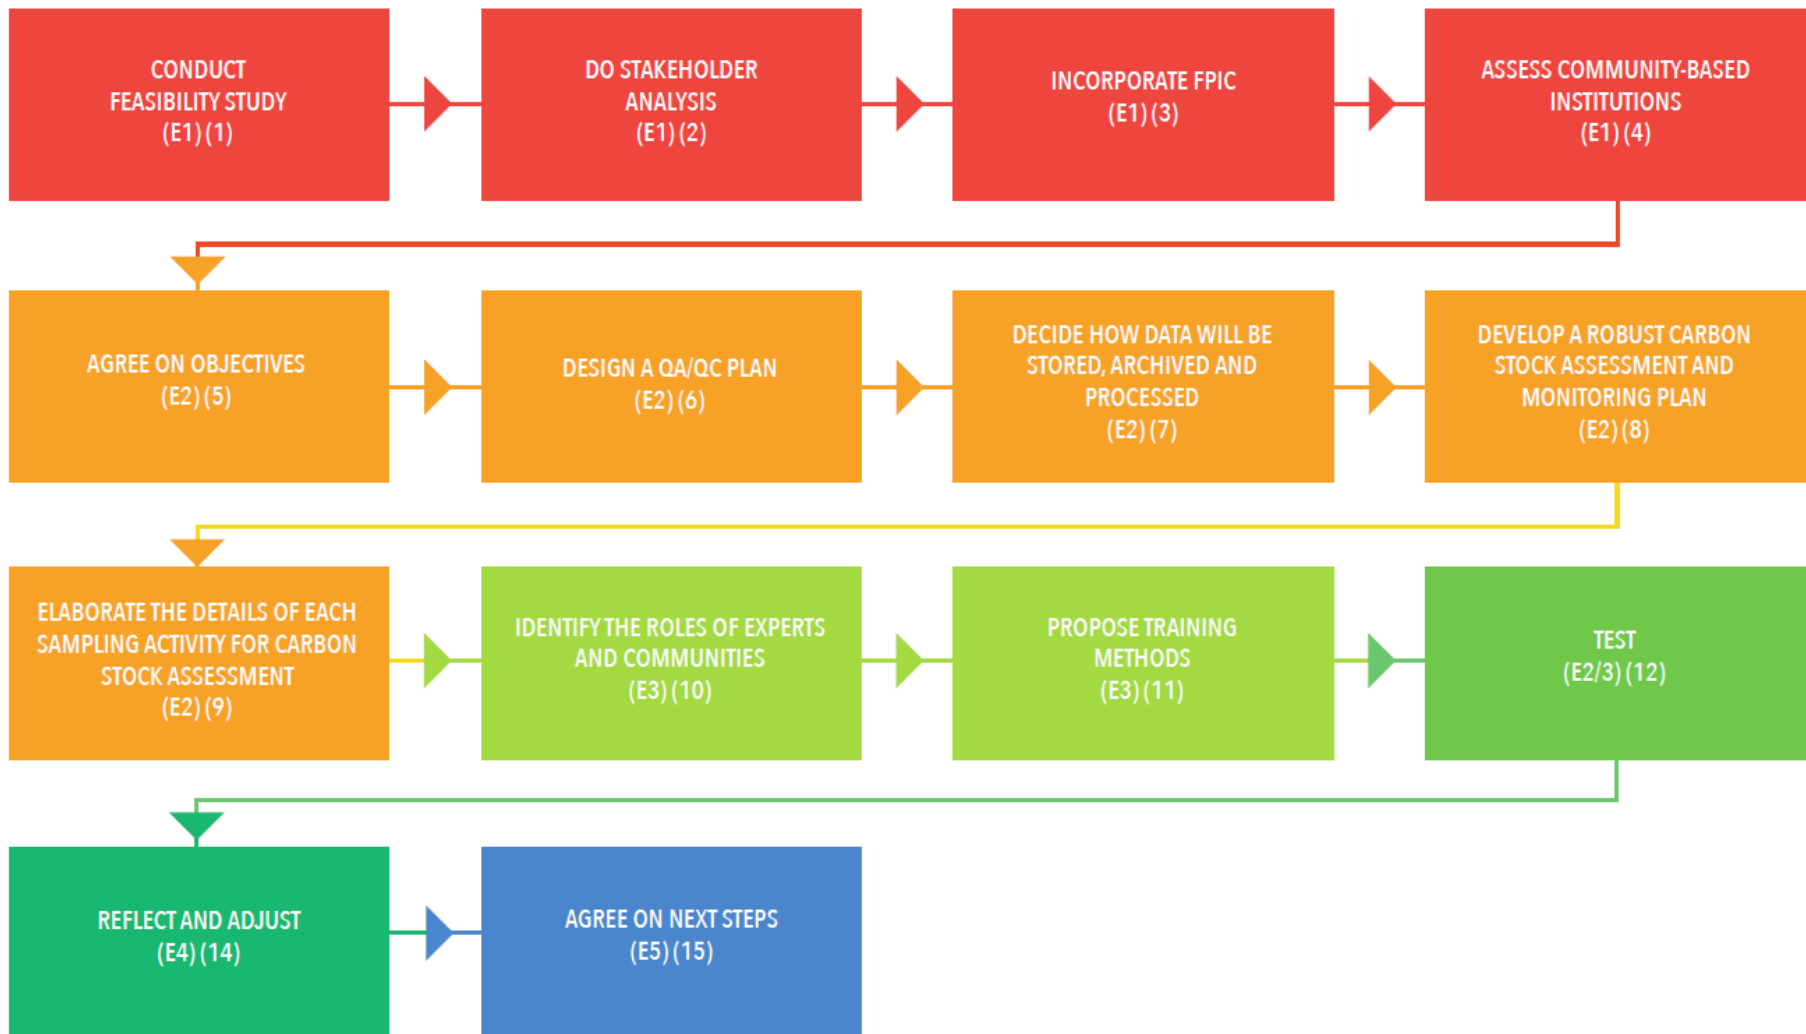 CONDUCT
FEASIBILITY STUDY
(E1) (1)
DO STAKEHOLDER
ANALYSIS
(E1) (2)
INCORPORATE FPIC
(E1) (3)
ASSESS COMMUNITY-BASED
INSTITUTIONS
(E1) (4)
AGREE ON OBJECTIVES
(E2) (5)
DESIGN A QA/QC PLAN
(E2) (6)
DECIDE HOW DATA WILL BE
STORED, ARCHIVED AND
PROCESSED
(E2) (7)
DEVELOP A ROBUST CARBON
STOCK ASSESSMENT AND
MONITORING PLAN
(E2) (8)
ELABORATE THE DETAILS OF EACH
SAMPLING ACTIVITY FOR CARBON
STOCK ASSESSMENT
(E2) (9)
IDENTIFY THE ROLES OF EXPERTS
AND COMMUNITIES
(E3) (10)
PROPOSE TRAINING
METHODS
(E3) (11)
TEST
(E2/3) (12)
REFLECT AND ADJUST
(E4) (14)
AGREE ON NEXT STEPS
(E5) (15)